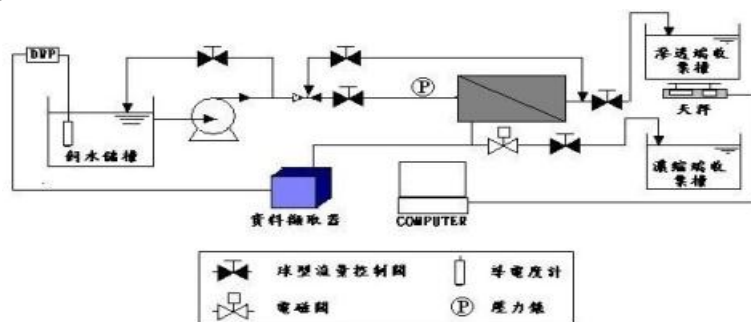 DWP
飼水儲槽
P
滲透端收
集槽
天秤
濃縮端收
集槽
資料擷取器
COMPUTER
球型流量控制閥
導電度計
電磁閥
P
壓力錶